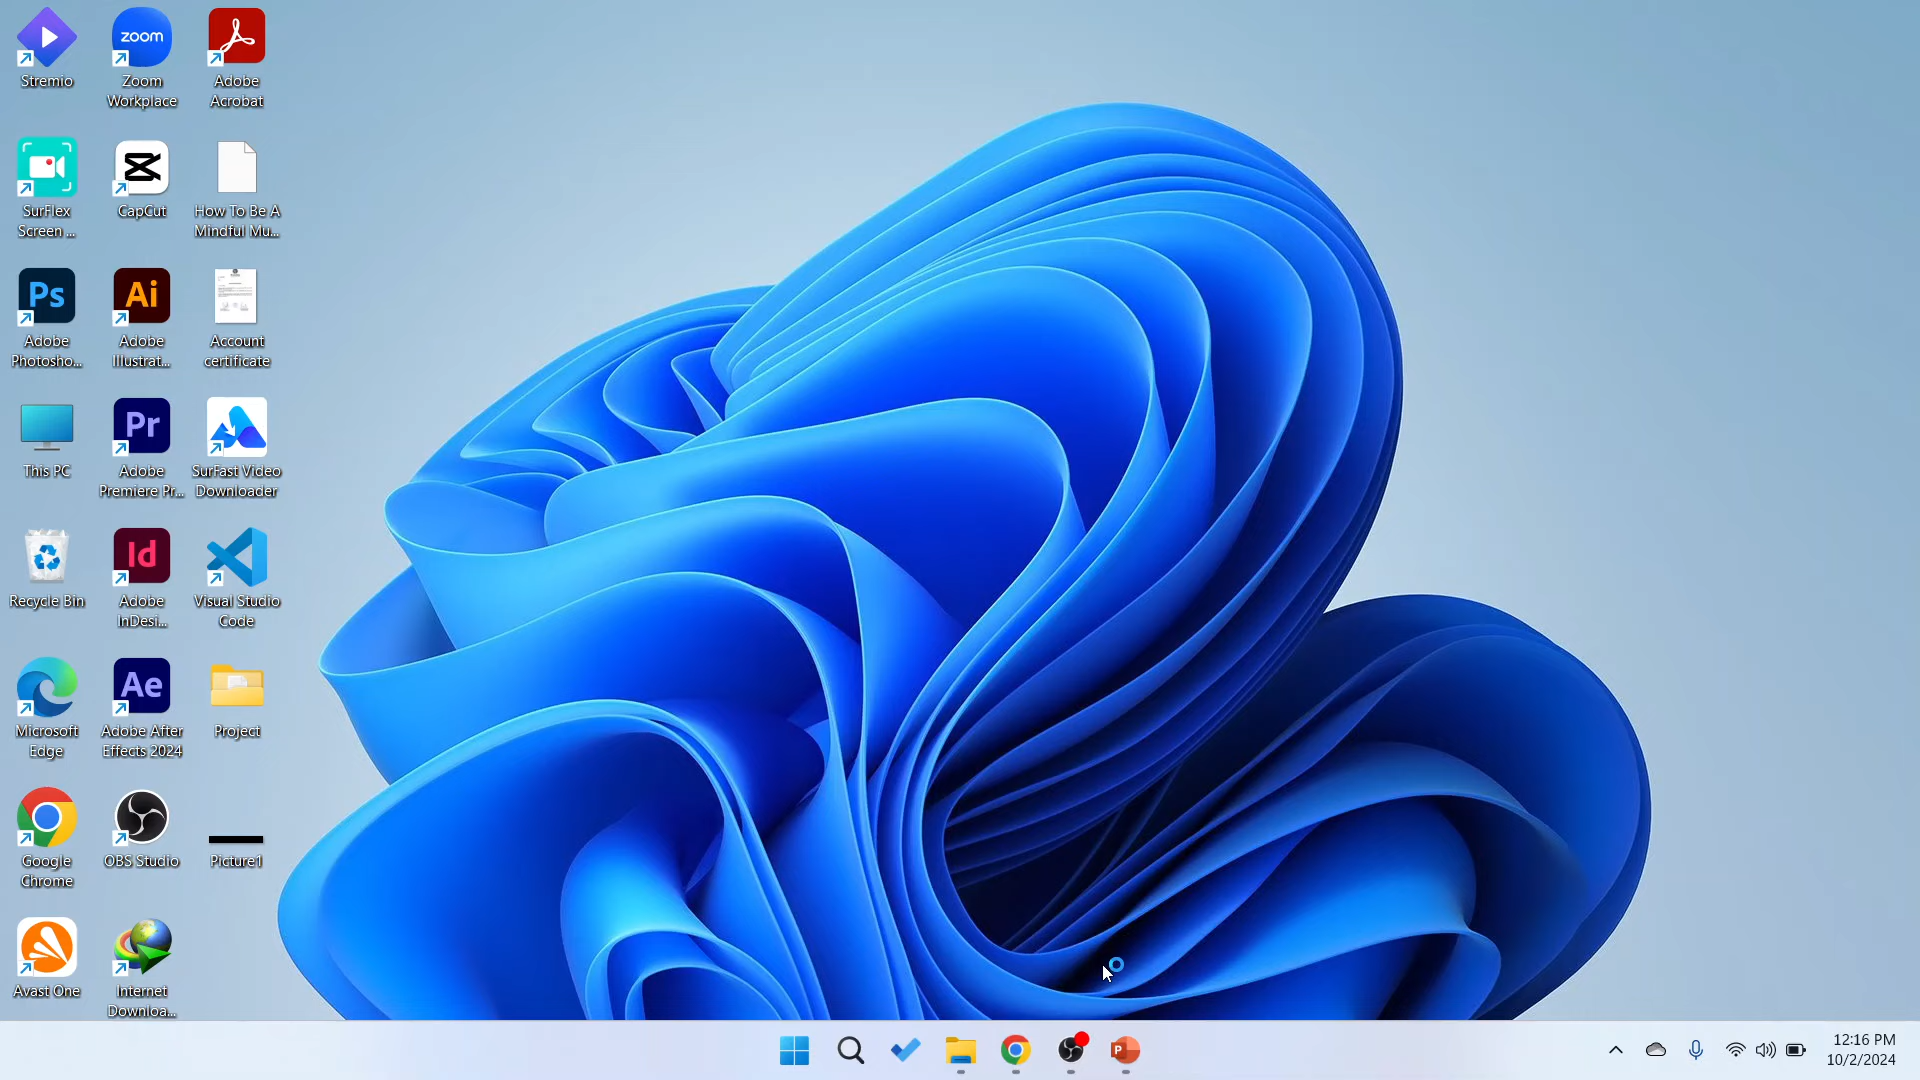 Stremio
zoom
Zoom
Workplace
Adobe
Acrobat
SurFlex
Screen ...
CapCut
How To Be A
Mindful Mu...
Ps
Adobe
Photosho...
Ai
Adobe
Illustrat...
Account
certificate
This PC
Pr
Adobe
Premiere Pr...
SurFast Video
Downloader
Recycle Bin
Id
Adobe
InDesi...
Visual Studio
Code
Microsoft
Edge
Ae
Adobe After
Effects 2024
Project
Google
Chrome
OBS Studio
Picture1
Avast One
Internet
Downloa...
P
12:16 PM
10/2/2024